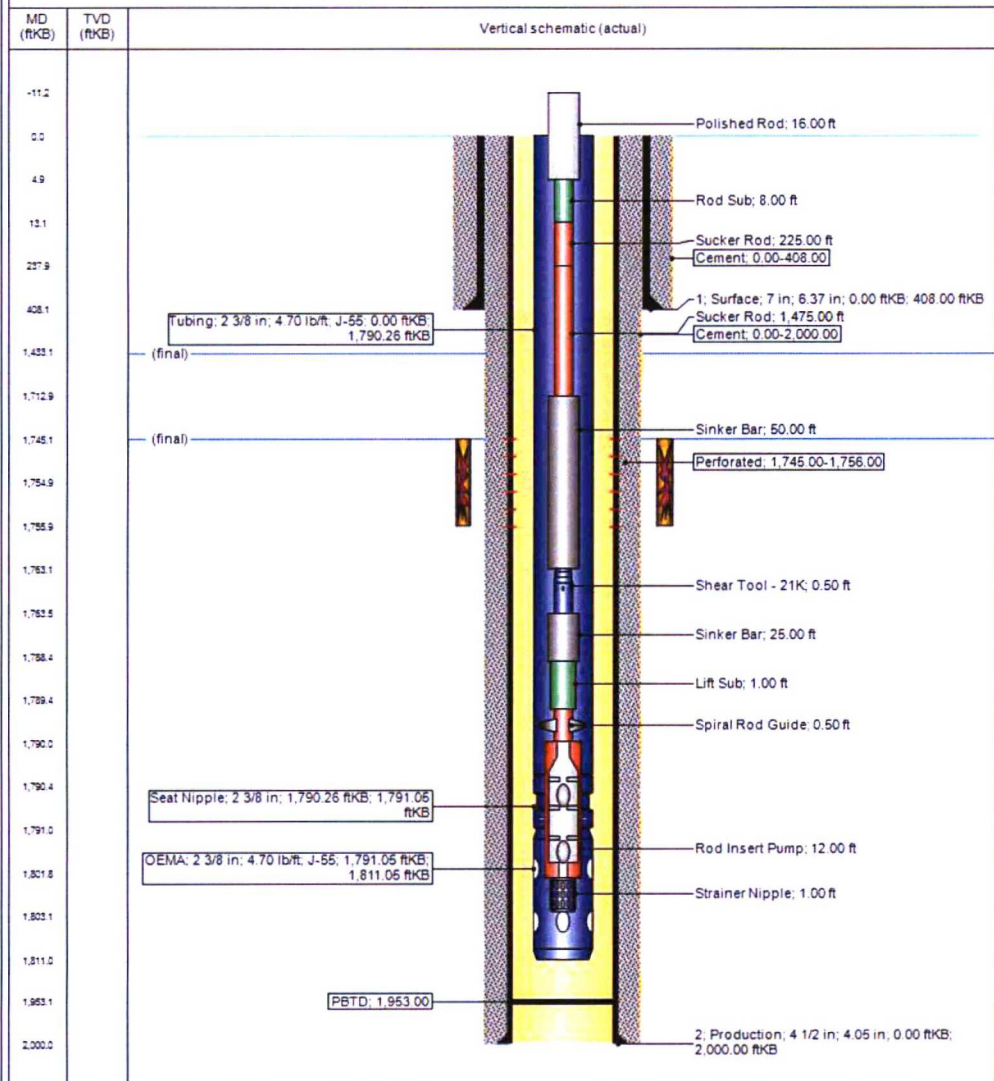 MD
(ftKB)
TVD
(ftKB)
Vertical schematic (actual)
-11.2
0.0
4.9
13.1
237.9
408.1
1,433.1
1,712.9
1,745.1
1,754.9
1,755.9
1,763.1
1,763.5
1,788.4
1,789.4
1,790.0
1,790.4
1,791.0
1,801.8
1,803.1
1,811.0
1,953.1
2,000.0
Polished Rod; 16.00 ft
Rod Sub; 8.00 ft
Sucker Rod; 225.00 ft
Cement; 0.00-408.00
1; Surface; 7 in; 6.37 in; 0.00 ftKB; 408.00 ftKB
Tubing; 2 3/8 in; 4.70 lb/ft; J-55; 0.00 ftKB;
1,790.26 ftKB
Sucker Rod; 1,475.00 ft
Cement; 0.00-2,000.00
(final)
Sinker Bar; 50.00 ft
(final)
Perforated; 1,745.00-1,756.00
Shear Tool - 21K; 0.50 ft
Sinker Bar; 25.00 ft
Lift Sub; 1.00 ft
Spiral Rod Guide; 0.50 ft
Seat Nipple; 2 3/8 in; 1,790.26 ftKB; 1,791.05
ftKB
Rod Insert Pump; 12.00 ft
OEMA; 2 3/8 in; 4.70 lb/ft; J-55; 1,791.05 ftKB;
1,811.05 ftKB
Strainer Nipple; 1.00 ft
PBTD; 1,953.00
2; Production; 4 1/2 in; 4.05 in; 0.00 ftKB;
2,000.00 ftKB